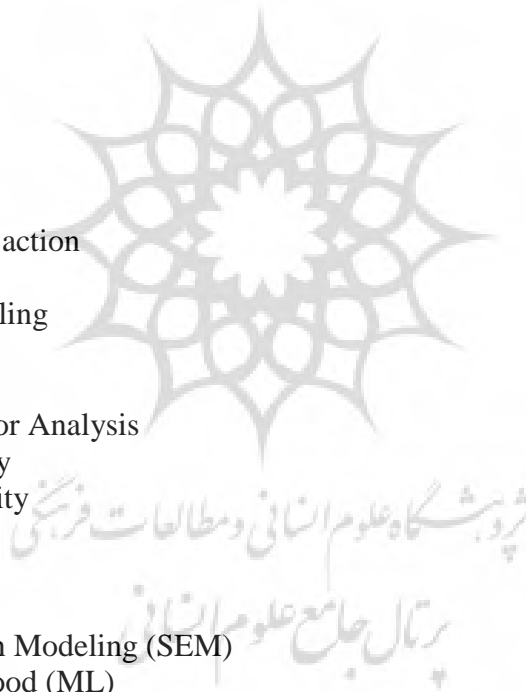 action
ling
or Analysis
y
ity
پژوهشگاه علوم انسانی و مطالعات فرهنگی
پرتال جامع علوم انسانی
n Modeling (SEM)
ood (ML)